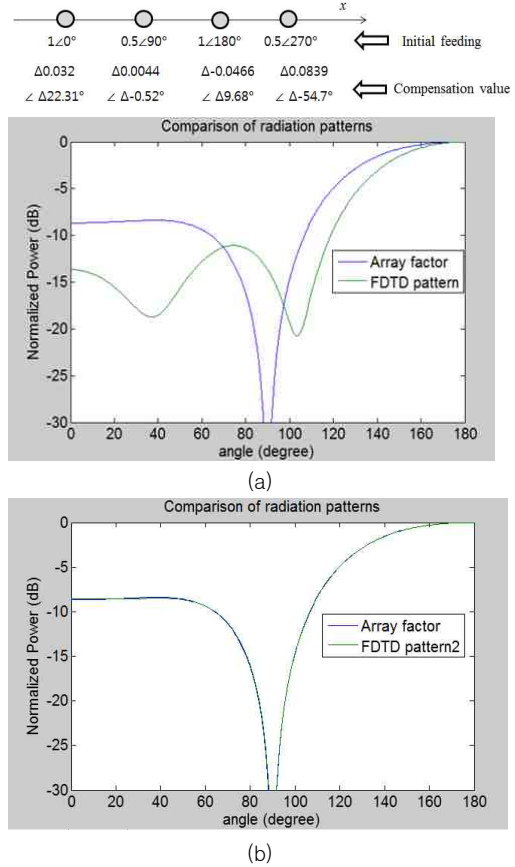 x
1∠0° 0.5∠90° 1∠180° 0.5∠270°
Initial feeding
Δ0.032 Δ0.0044 Δ-0.0466 Δ0.0839
∠ Δ22.31° ∠ Δ-0.52° ∠ Δ9.68° ∠ Δ-54.7°
Compensation value
Comparison of radiation patterns
Normalized Power (dB)
0
-5
-10
-15
-20
-25
-30
Array factor
FDTD pattern
0 20 40 60 80 100 120 140 160 180
angle (degree)
(a)
Comparison of radiation patterns
Normalized Power (dB)
0
-5
-10
-15
-20
-25
-30
Array factor
FDTD pattern2
0 20 40 60 80 100 120 140 160 180
angle (degree)
(b)